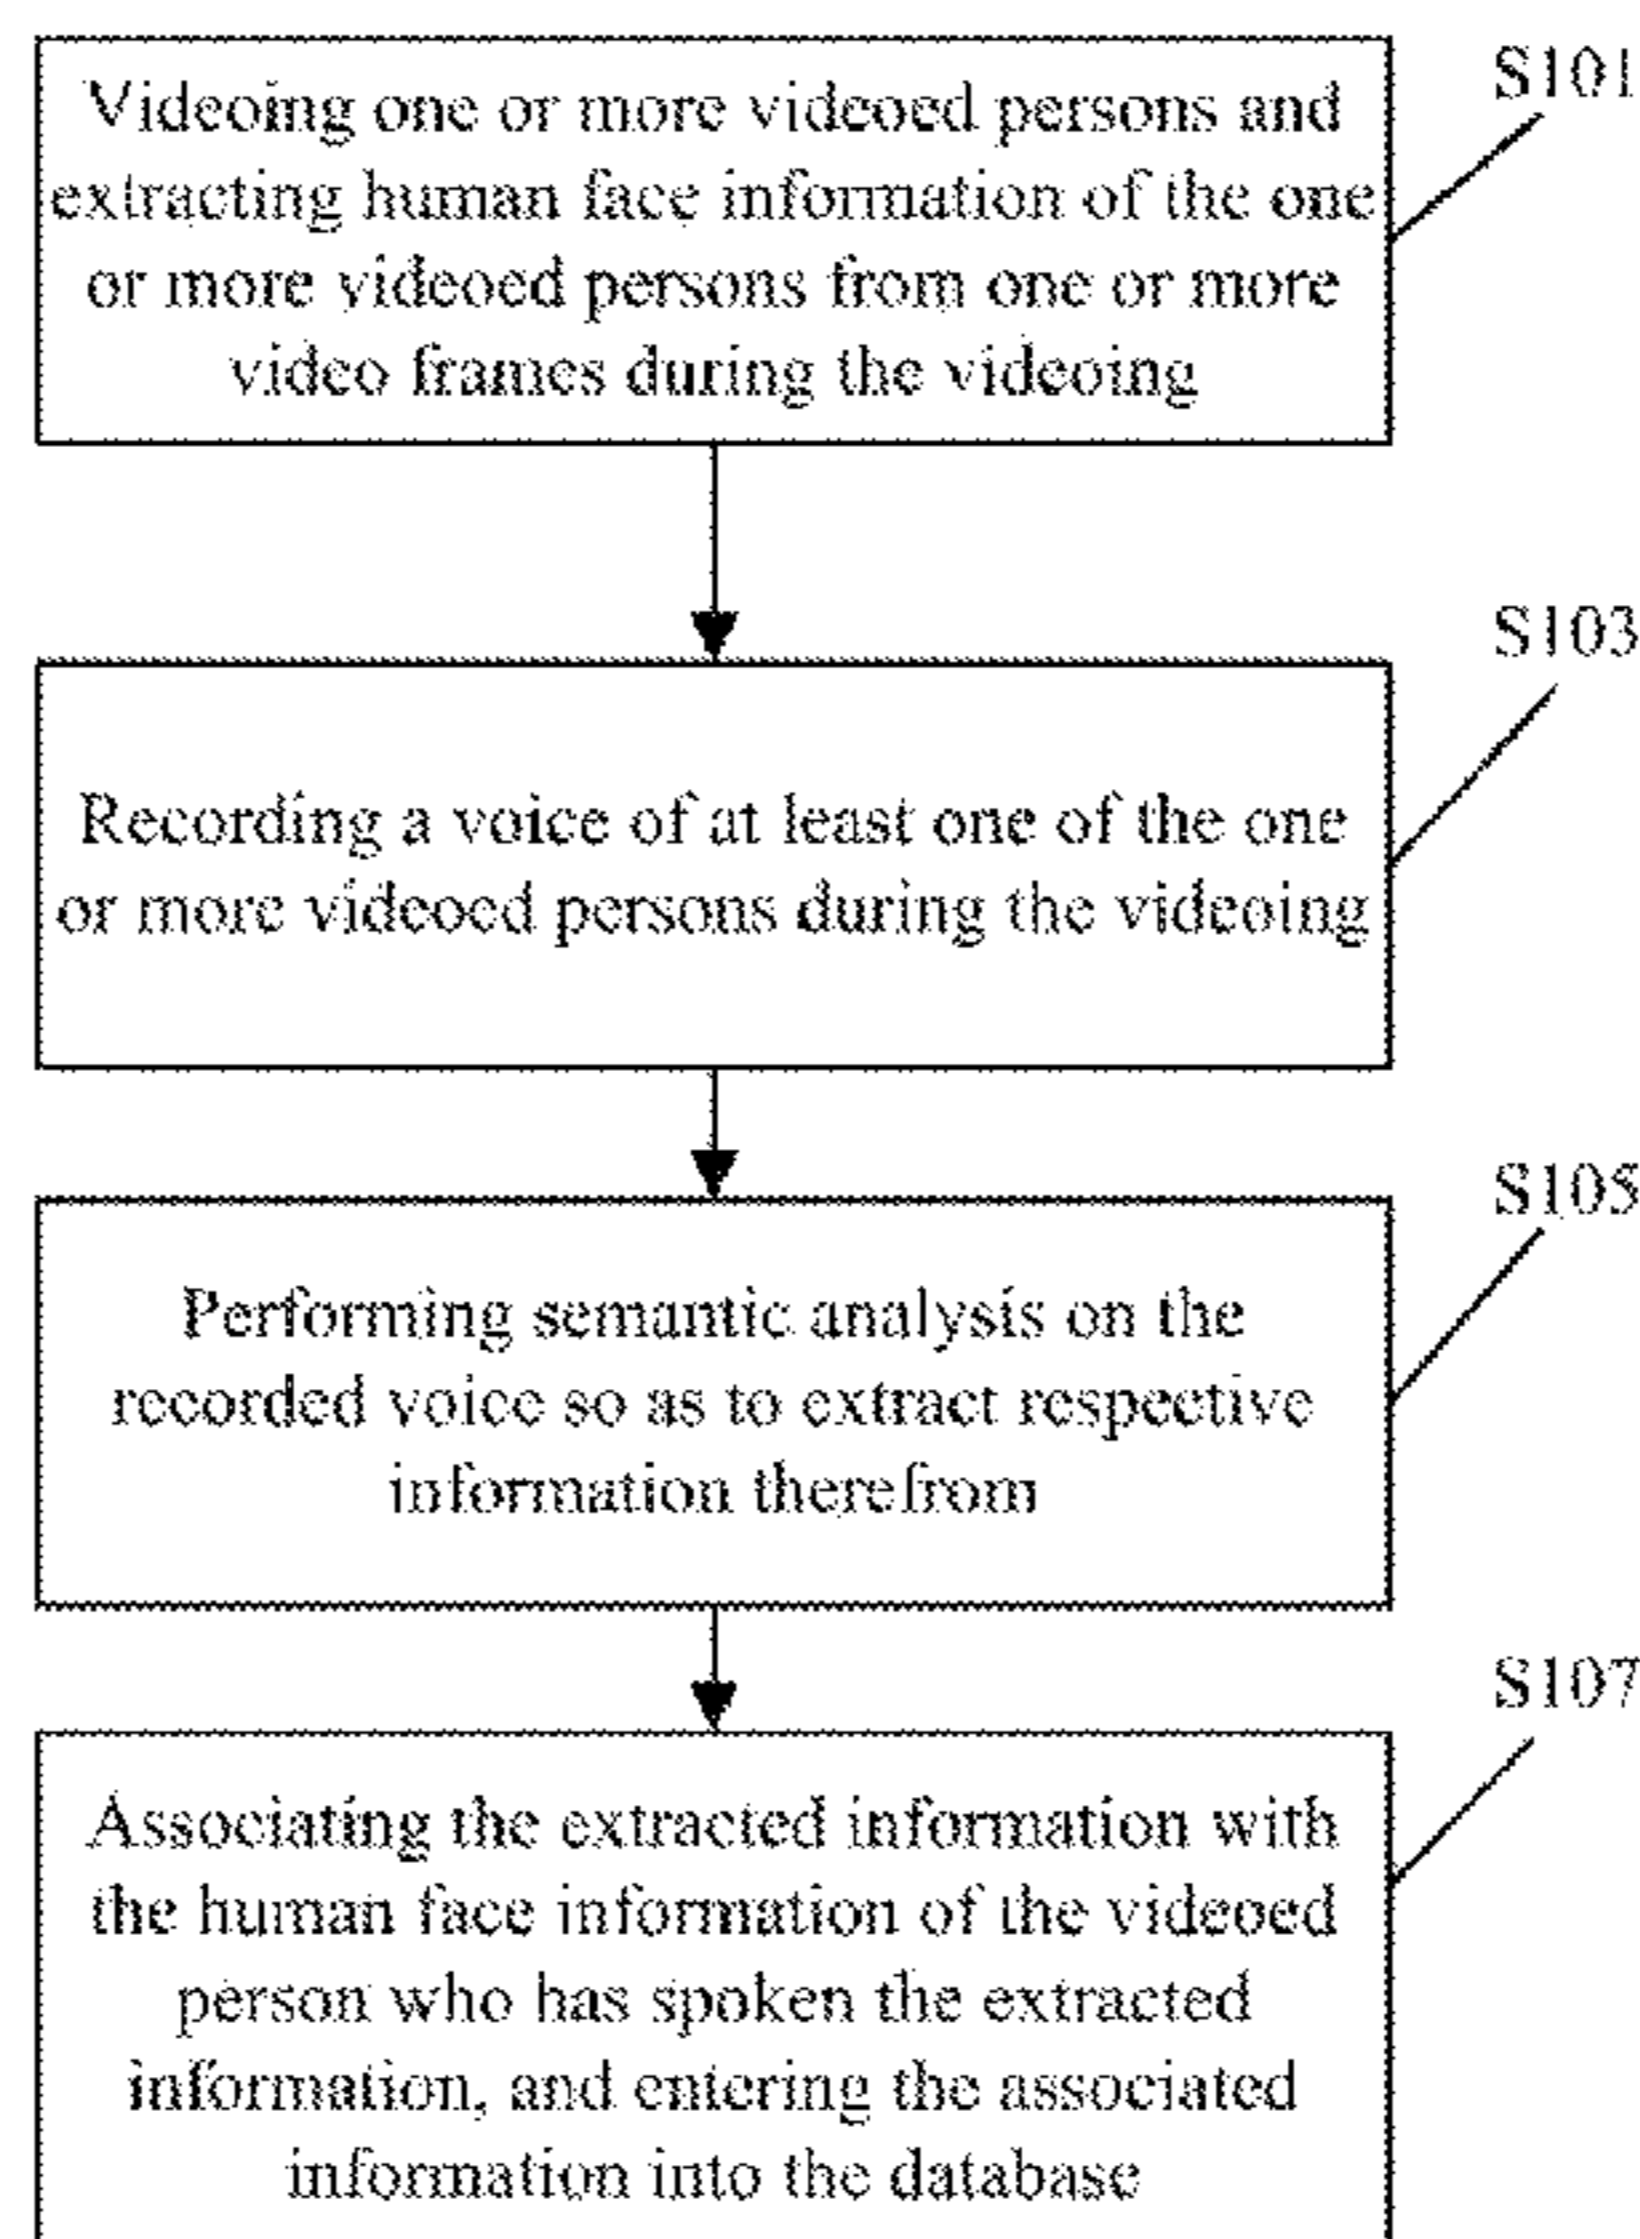 Videoing one or more videoed persons and
extracting human face information of the one
or more videoed persons from one or more
video frames during the videoing
S101
Recording a voice of at least one of the one
or more videoed persons during the videoing
S103
Performing semantic analysis on the
recorded voice so as to extract respective
information therefrom
S105
Associating the extracted information with
the human face information of the videoed
person who has spoken the extracted
information, and entering the associated
information into the database
S107